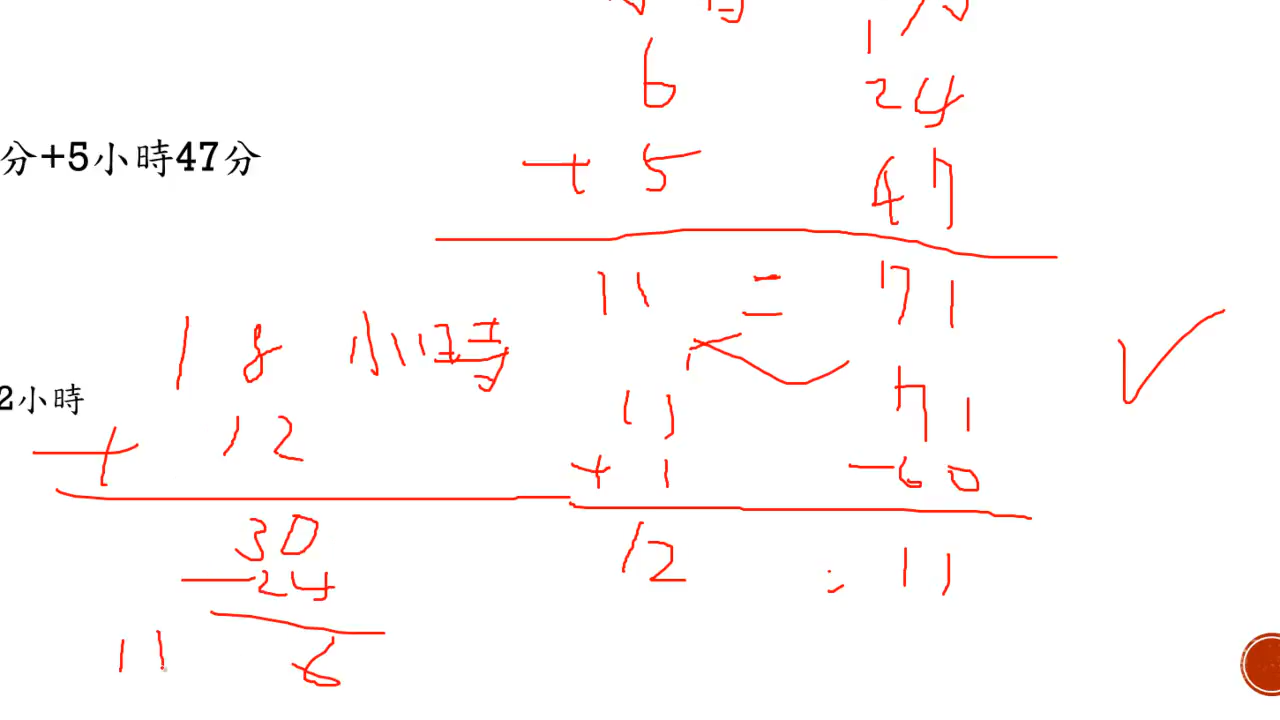 6 24
分+5小時47分
+ 5 47
11 = 71
18 小時
2小時
11 71
+ 12
+ 1 -60
30
12 : 11
-24
11 6